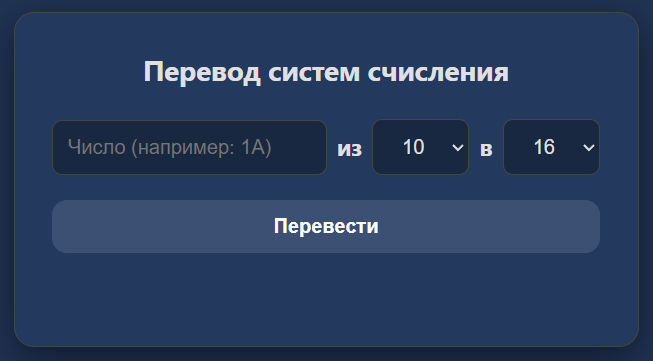 Перевод систем счисления
Число (например: 1A) из 10 в 16
Перевести